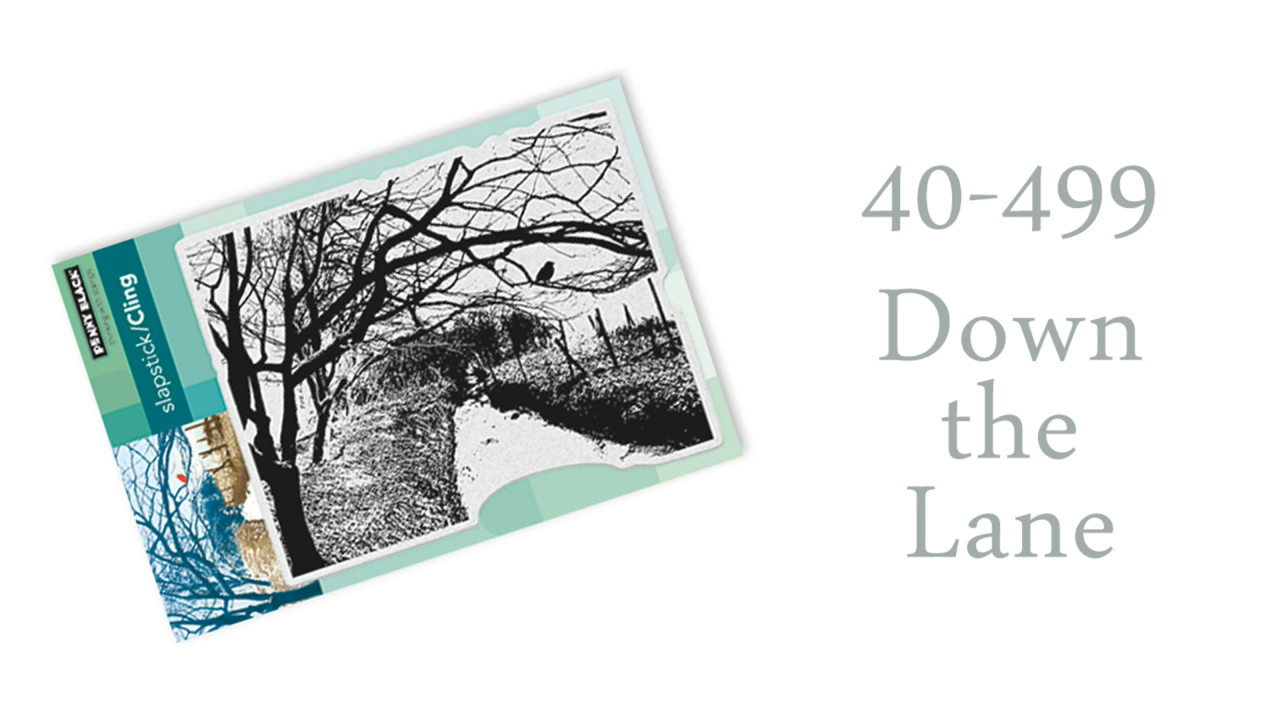 PENNY BLACK
slapstick/Cling
40-499
Down
the
Lane